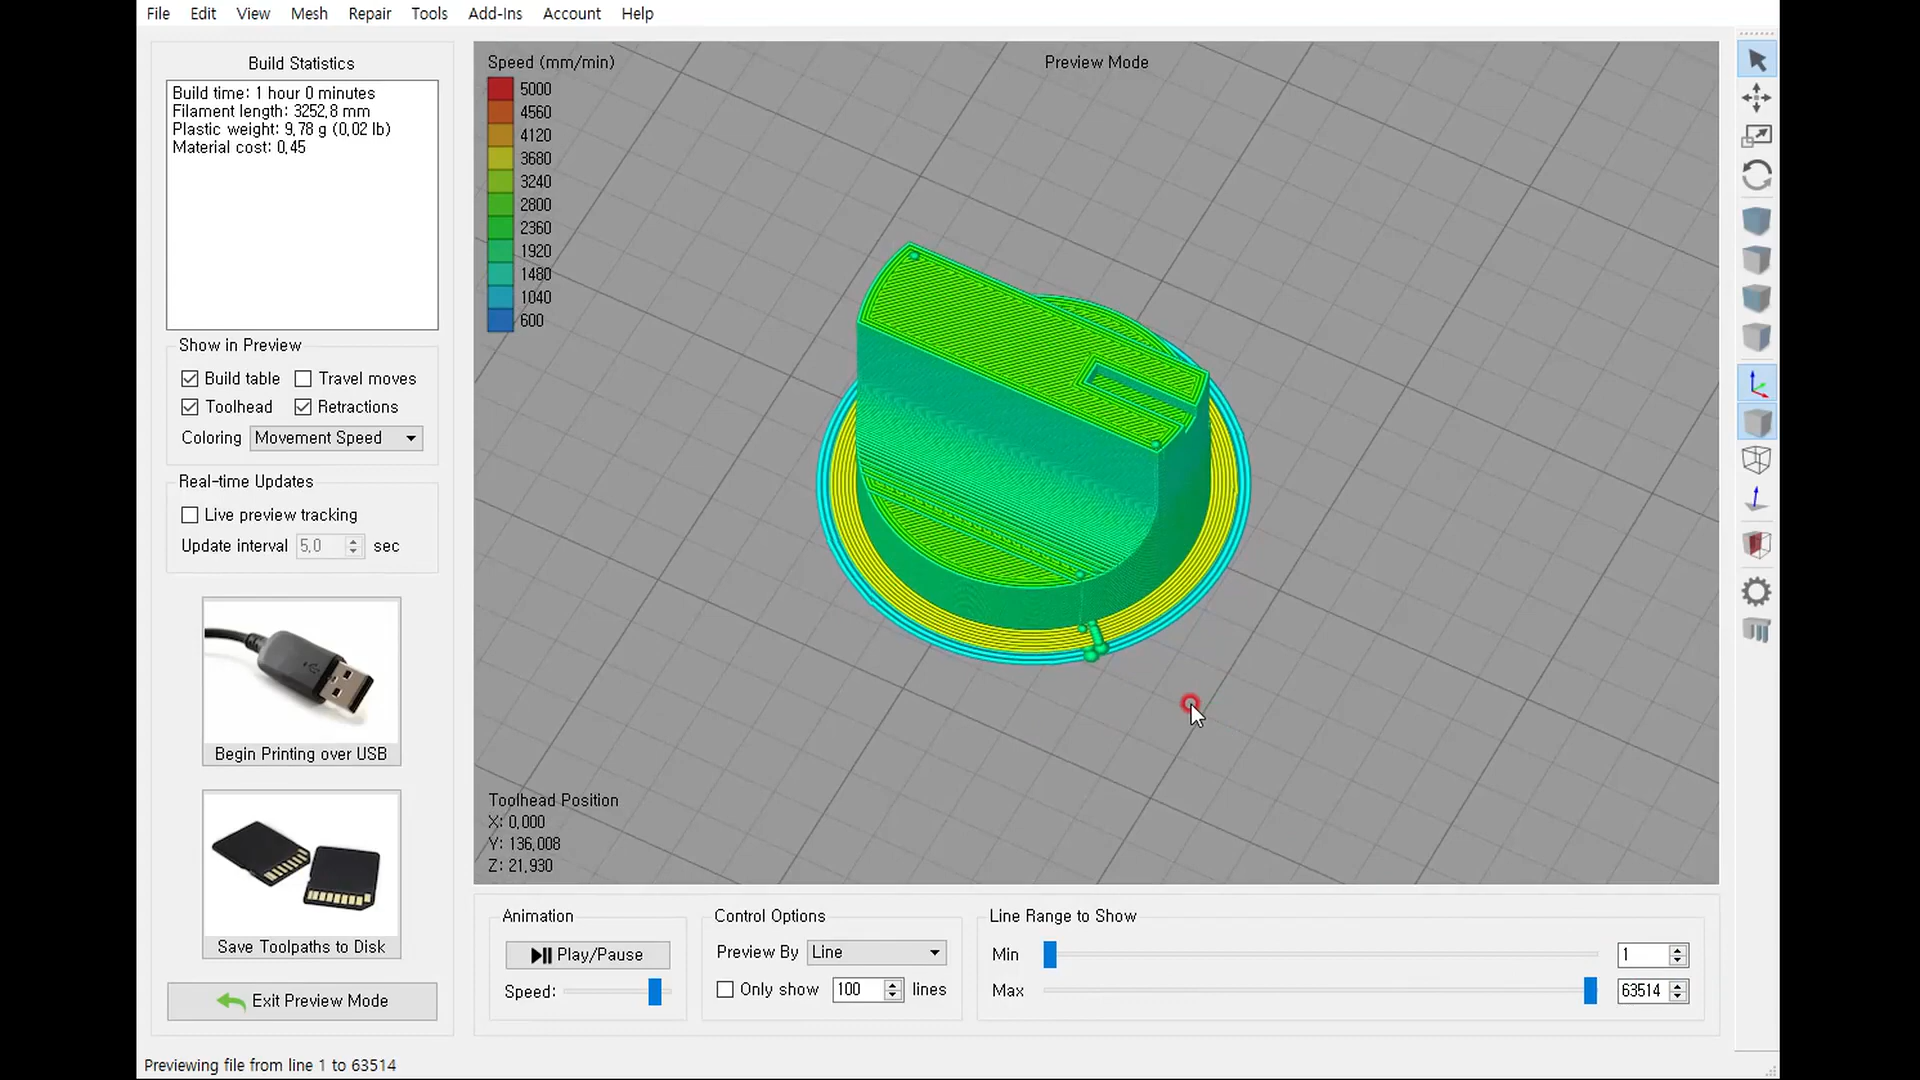 File Edit View Mesh Repair Tools Add-Ins Account Help
Build Statistics
Build time: 1 hour 0 minutes
Filament length: 3252,8 mm
Plastic weight: 9,78 g (0,02 lb)
Material cost: 0,45
Show in Preview
Build table Travel moves
Toolhead Retractions
Coloring Movement Speed
Real-time Updates
Live preview tracking
Update interval 5,0 sec
Begin Printing over USB
Save Toolpaths to Disk
Exit Preview Mode
Speed (mm/min)
5000
4560
4120
3680
3240
2800
2360
1920
1480
1040
600
Preview Mode
Toolhead Position
X: 0,000
Y: 136,008
Z: 21,930
Animation
Play/Pause
Speed:
Control Options
Preview By Line
Only show 100 lines
Line Range to Show
Min 1
Max 63514
Previewing file from line 1 to 63514